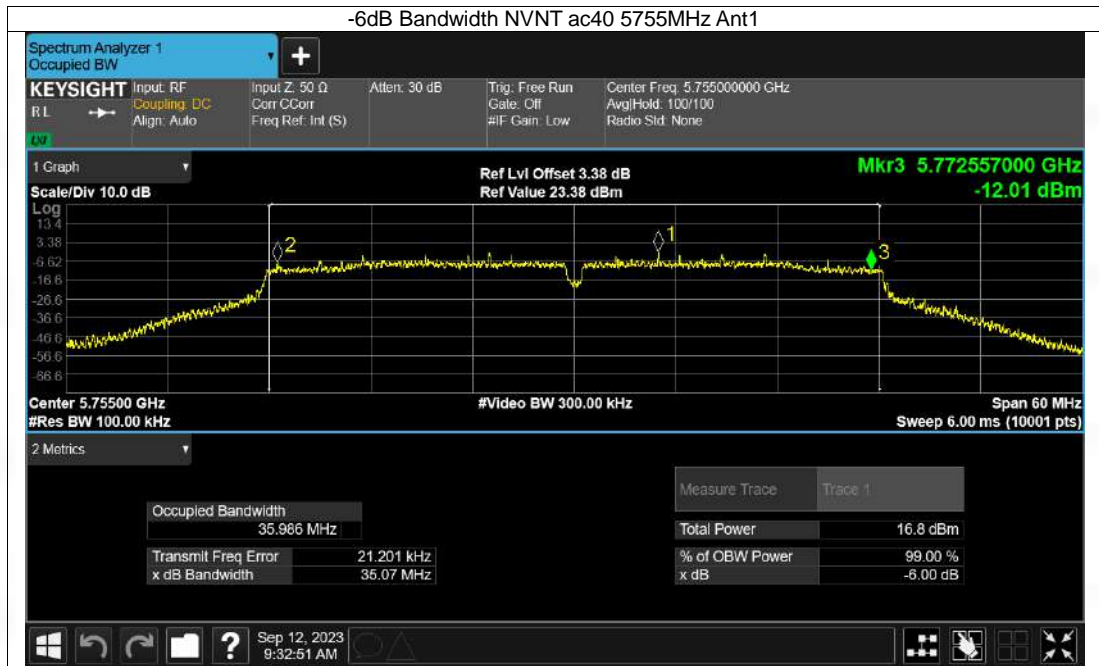 -6dB Bandwidth NVNT ac40 5755MHz Ant1
Spectrum Analyzer 1
Occupied BW
KEYSIGHT Input: RF Input Z: 50 Ω Atten: 30 dB Trig: Free Run Center Freq: 5.755000000 GHz
R L Coupling: DC Corr CCorr Gate: Off Avg|Hold: 100/100
Align: Auto Freq Ref: Int (S) #IF Gain: Low Radio Std: None
LXI
1 Graph Ref Lvl Offset 3.38 dB Mkr3 5.772557000 GHz
Scale/Div 10.0 dB Ref Value 23.38 dBm -12.01 dBm
Log
13.4
3.38
-6.62
-16.6
-26.6
-36.6
-46.6
-56.6
-66.6
2
1
3
Center 5.75500 GHz #Video BW 300.00 kHz Span 60 MHz
#Res BW 100.00 kHz Sweep 6.00 ms (10001 pts)
2 Metrics
Measure Trace Trace 1
Occupied Bandwidth
35.986 MHz Total Power 16.8 dBm
Transmit Freq Error 21.201 kHz % of OBW Power 99.00 %
x dB Bandwidth 35.07 MHz x dB -6.00 dB
? Sep 12, 2023
9:32:51 AM